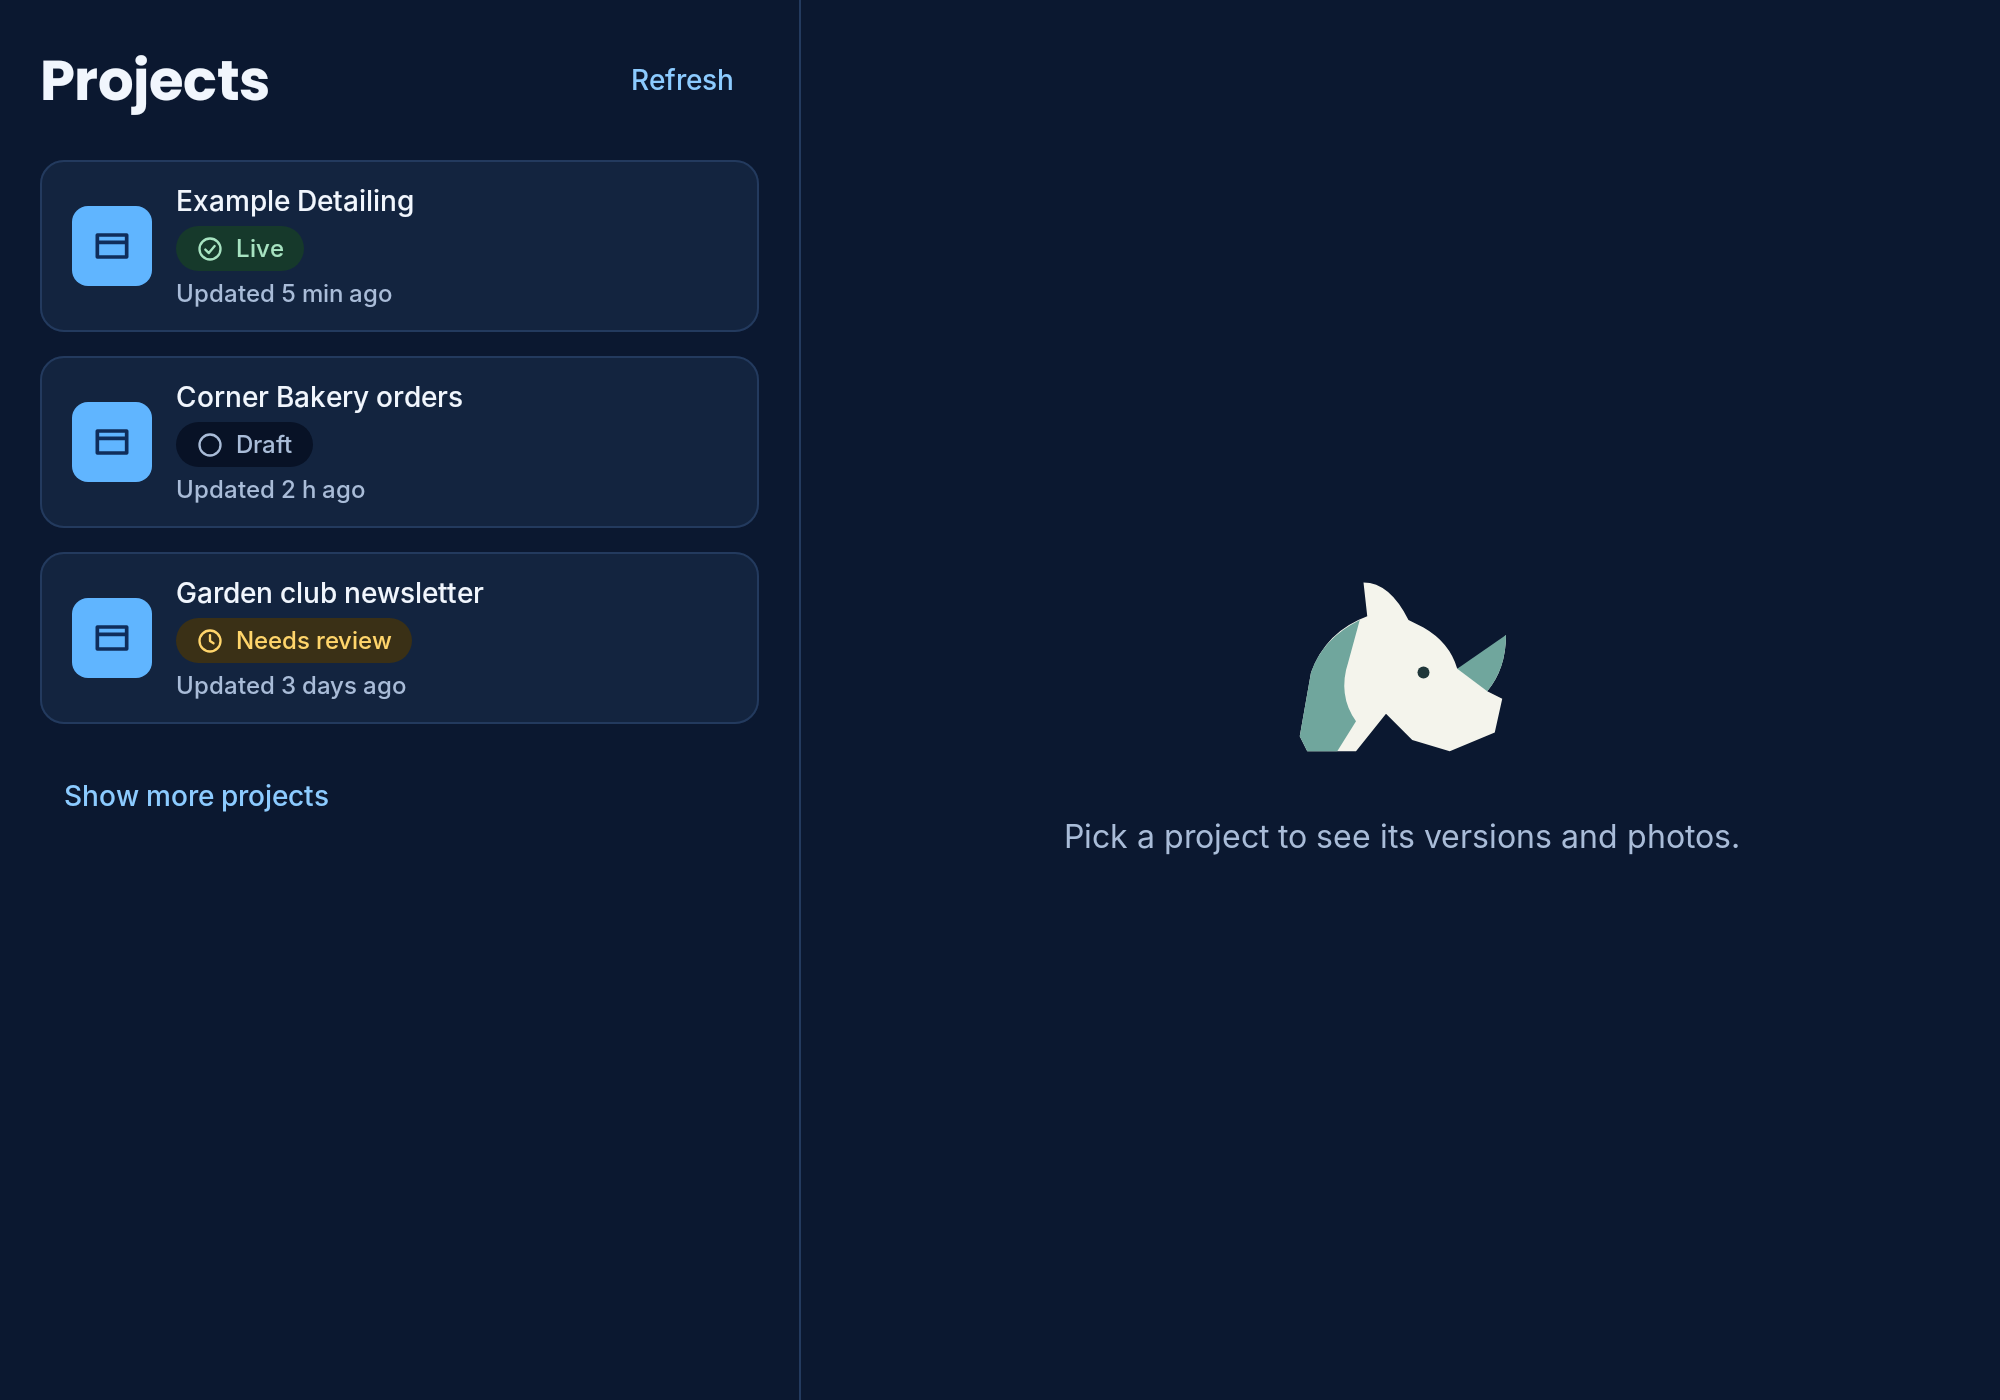 Projects
Refresh
Example Detailing
Live
Updated 5 min ago
Corner Bakery orders
Draft
Updated 2 h ago
Garden club newsletter
Needs review
Updated 3 days ago
Show more projects
Pick a project to see its versions and photos.